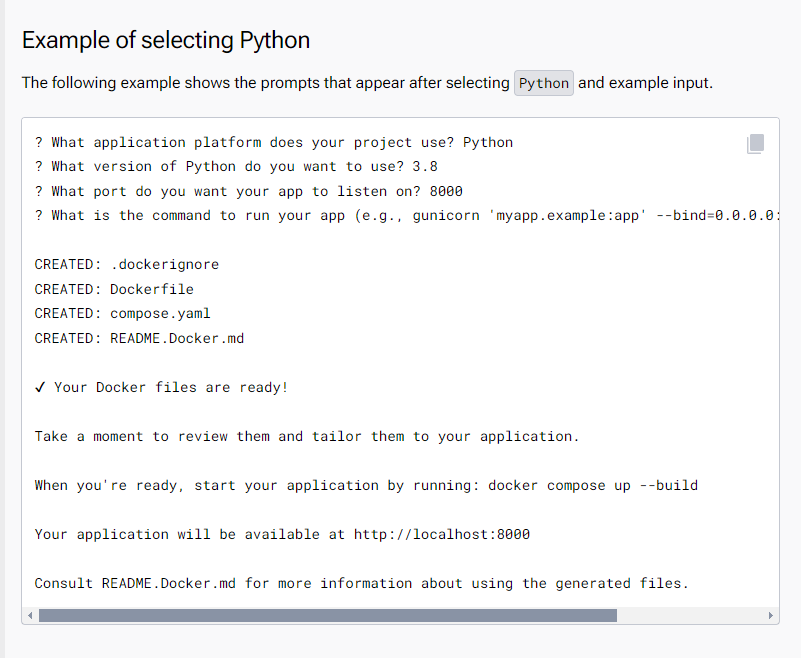 Example of selecting Python
The following example shows the prompts that appear after selecting Python and example input.
? What application platform does your project use? Python
? What version of Python do you want to use? 3.8
? What port do you want your app to listen on? 8000
? What is the command to run your app (e.g., gunicorn 'myapp.example:app' --bind=0.0.0.0:
CREATED: .dockerignore
CREATED: Dockerfile
CREATED: compose.yaml
CREATED: README.Docker.md
✔ Your Docker files are ready!
Take a moment to review them and tailor them to your application.
When you're ready, start your application by running: docker compose up --build
Your application will be available at http://localhost:8000
Consult README.Docker.md for more information about using the generated files.